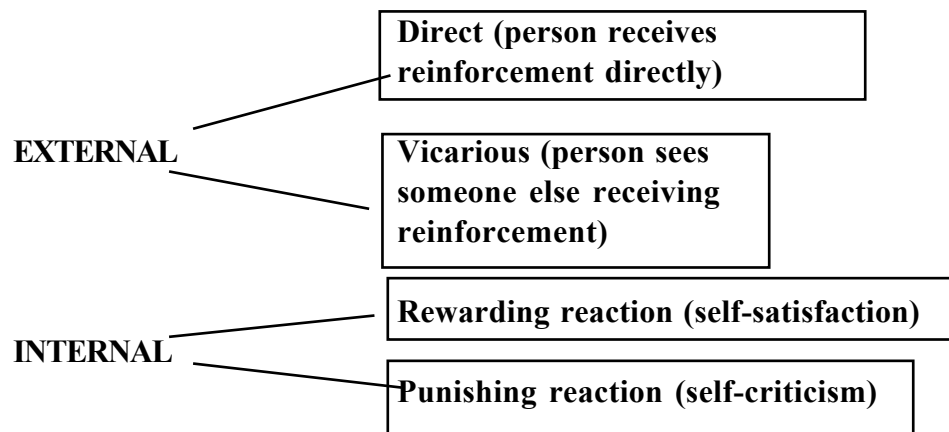 Direct (person receives
reinforcement directly)
EXTERNAL
Vicarious (person sees
someone else receiving
reinforcement)
Rewarding reaction (self-satisfaction)
INTERNAL
Punishing reaction (self-criticism)